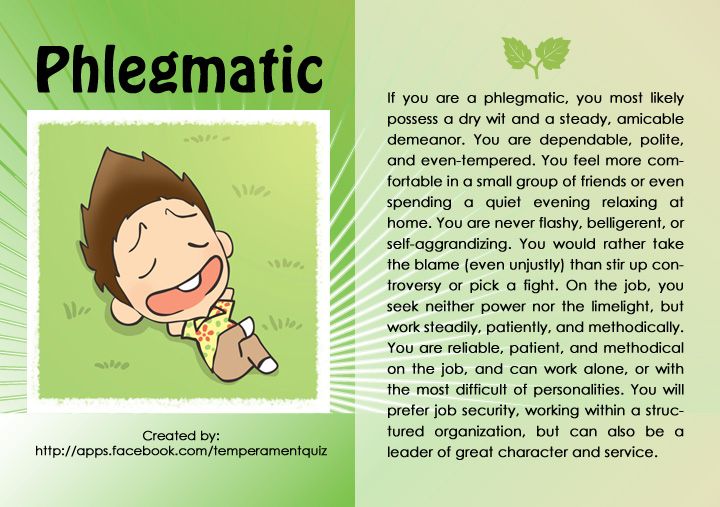 Phlegmatic
Created by:
http://apps.facebook.com/temperamentquiz
If you are a phlegmatic, you most likely
possess a dry wit and a steady, amicable
demeanor. You are dependable, polite,
and even-tempered. You feel more com-
fortable in a small group of friends or even
spending a quiet evening relaxing at
home. You are never flashy, belligerent, or
self-aggrandizing. You would rather take
the blame (even unjustly) than stir up con-
troversy or pick a fight. On the job, you
seek neither power nor the limelight, but
work steadily, patiently, and methodically.
You are reliable, patient, and methodical
on the job, and can work alone, or with
the most difficult of personalities. You will
prefer job security, working within a struc-
tured organization, but can also be a
leader of great character and service.